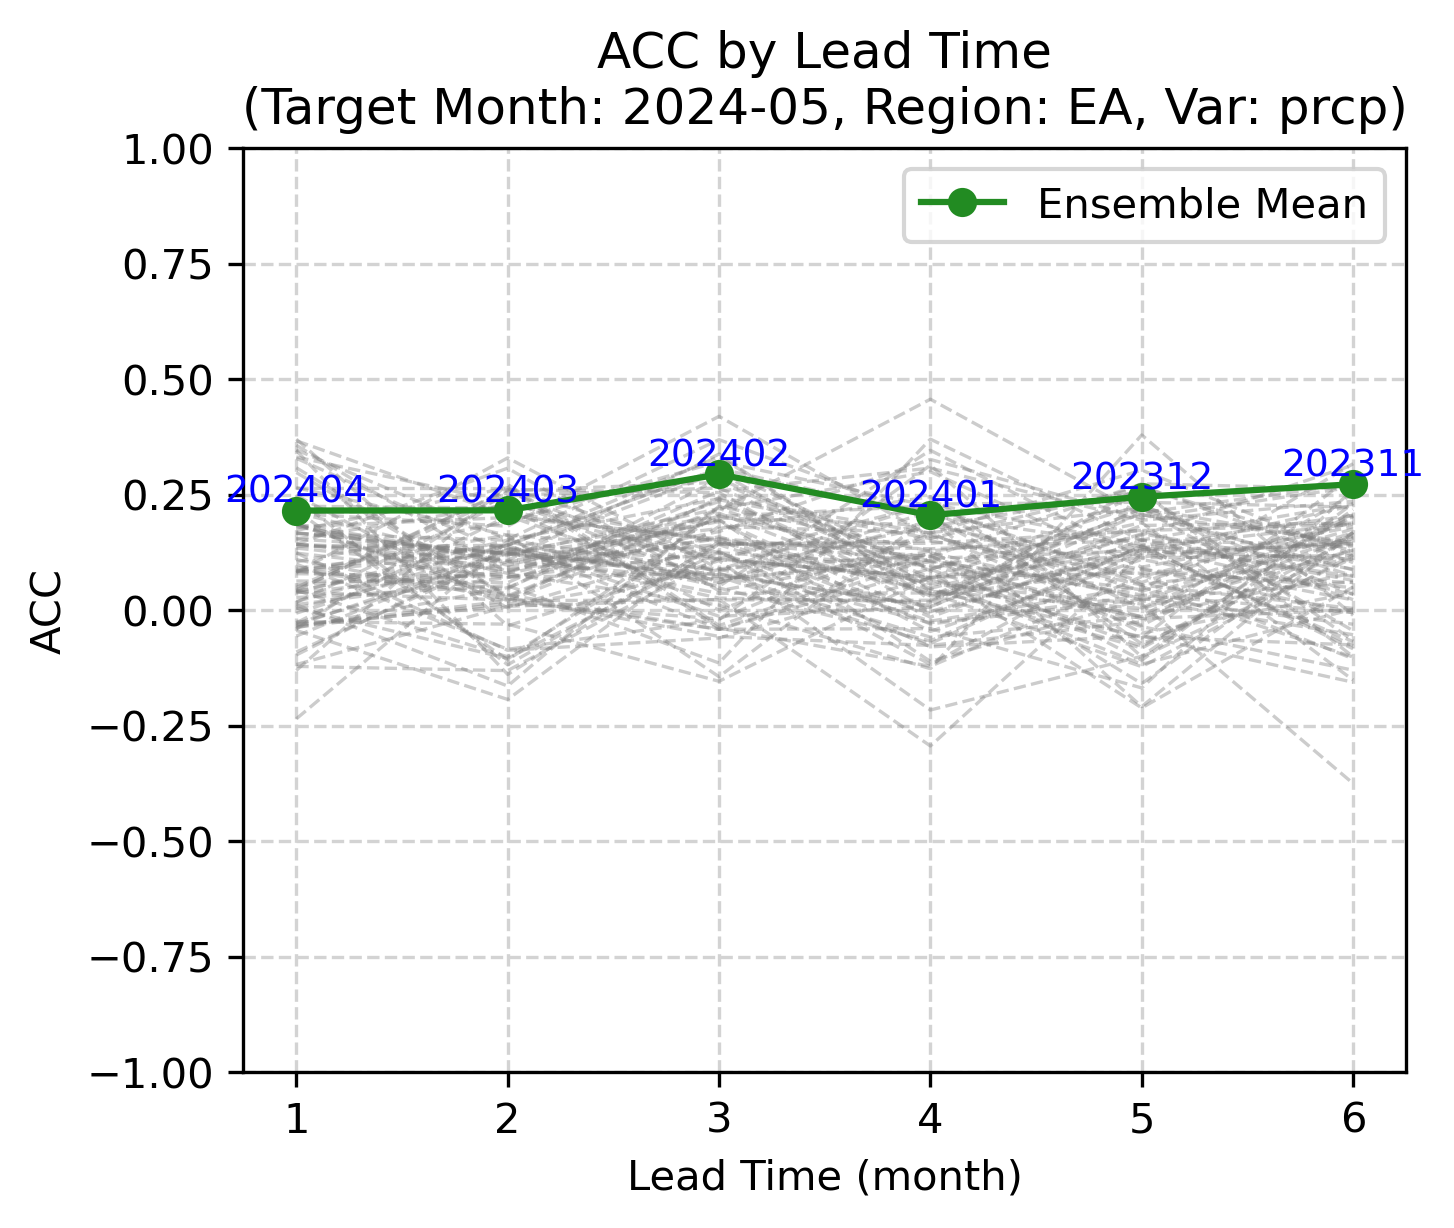 ACC by Lead Time
(Target Month: 2024-05, Region: EA, Var: prcp)
1.00
0.75
0.50
0.25
0.00
−0.25
−0.50
−0.75
−1.00
ACC
Ensemble Mean
202404
202403
202402
202401
202312
202311
1 2 3 4 5 6
Lead Time (month)